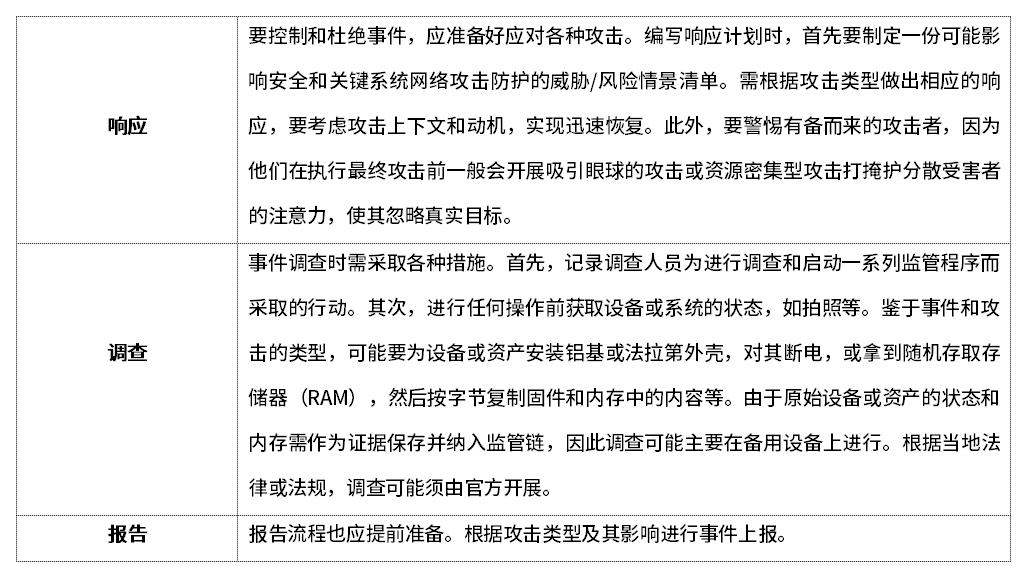 响应
要控制和杜绝事件，应准备好应对各种攻击。编写响应计划时，首先要制定一份可能影
响安全和关键系统网络攻击防护的威胁/风险情景清单。需根据攻击类型做出相应的响
应，要考虑攻击上下文和动机，实现迅速恢复。此外，要警惕有备而来的攻击者，因为
他们在执行最终攻击前一般会开展吸引眼球的攻击或资源密集型攻击打掩护分散受害者
的注意力，使其忽略真实目标。
调查
事件调查时需采取各种措施。首先，记录调查人员为进行调查和启动一系列监管程序而
采取的行动。其次，进行任何操作前获取设备或系统的状态，如拍照等。鉴于事件和攻
击的类型，可能要为设备或资产安装铝基或法拉第外壳，对其断电，或拿到随机存取存
储器（RAM），然后按字节复制固件和内存中的内容等。由于原始设备或资产的状态和
内存需作为证据保存并纳入监管链，因此调查可能主要在备用设备上进行。根据当地法
律或法规，调查可能须由官方开展。
报告
报告流程也应提前准备。根据攻击类型及其影响进行事件上报。